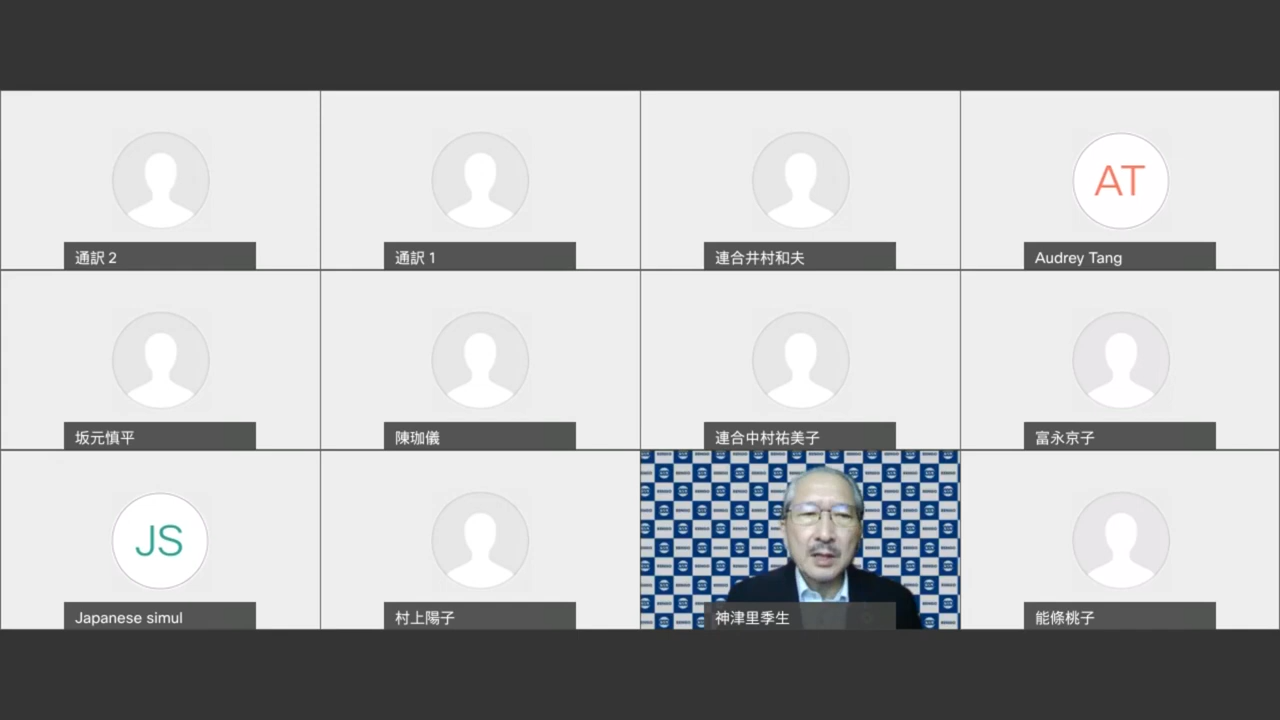 通訳 2
通訳 1
連合井村和夫
AT
Audrey Tang
坂元慎平
陳珈儀
連合中村祐美子
富永京子
JS
Japanese simul
村上陽子
神津里季生
能條桃子